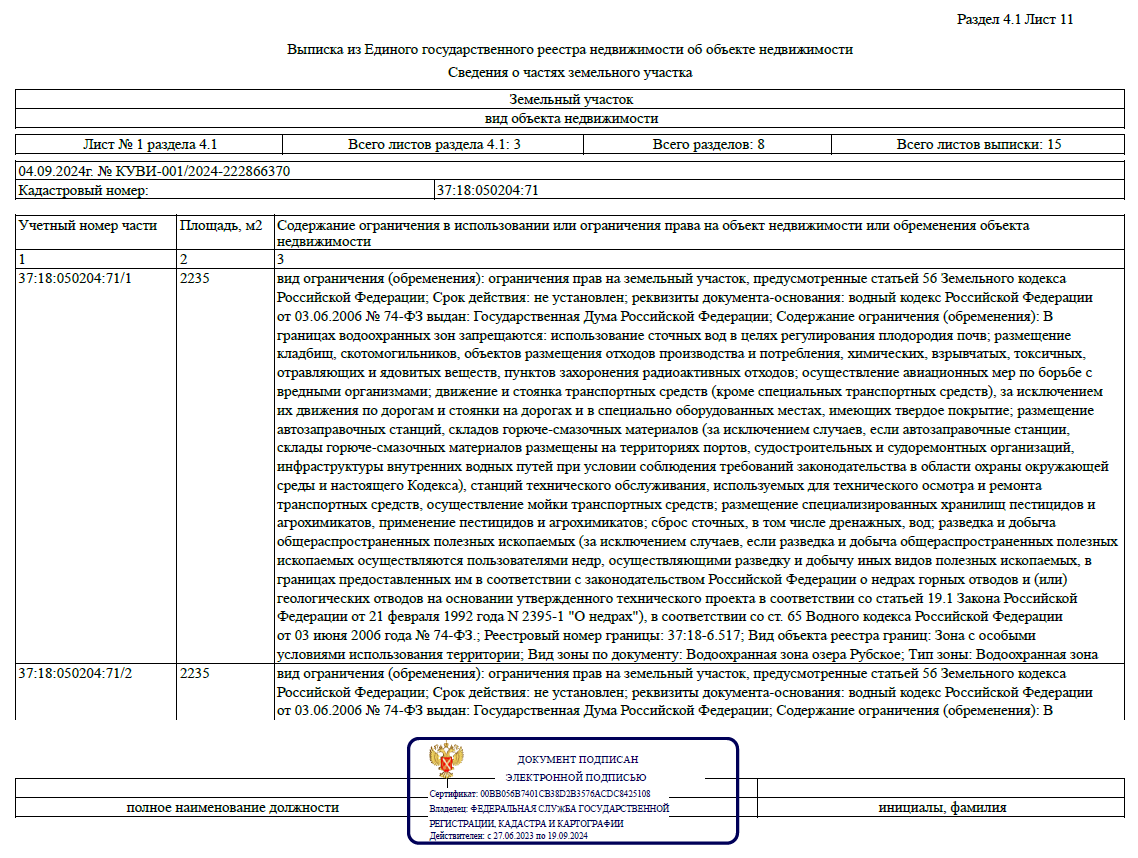 Раздел 4.1 Лист 11
Выписка из Единого государственного реестра недвижимости об объекте недвижимости
Сведения о частях земельного участка
Земельный участок
вид объекта недвижимости
Лист № 1 раздела 4.1 Всего листов раздела 4.1: 3 Всего разделов: 8 Всего листов выписки: 15
04.09.2024г. № КУВИ-001/2024-222866370
Кадастровый номер: 37:18:050204:71
Учетный номер части Площадь, м2 Содержание ограничения в использовании или ограничения права на объект недвижимости или обременения объекта
недвижимости
1 2 3
37:18:050204:71/1 2235 вид ограничения (обременения): ограничения прав на земельный участок, предусмотренные статьей 56 Земельного кодекса
Российской Федерации; Срок действия: не установлен; реквизиты документа-основания: водный кодекс Российской Федерации
от 03.06.2006 № 74-ФЗ выдан: Государственная Дума Российской Федерации; Содержание ограничения (обременения): В
границах водоохранных зон запрещаются: использование сточных вод в целях регулирования плодородия почв; размещение
кладбищ, скотомогильников, объектов размещения отходов производства и потребления, химических, взрывчатых, токсичных,
отравляющих и ядовитых веществ, пунктов захоронения радиоактивных отходов; осуществление авиационных мер по борьбе с
вредными организмами; движение и стоянка транспортных средств (кроме специальных транспортных средств), за исключением
их движения по дорогам и стоянки на дорогах и в специально оборудованных местах, имеющих твердое покрытие; размещение
автозаправочных станций, складов горюче-смазочных материалов (за исключением случаев, если автозаправочные станции,
склады горюче-смазочных материалов размещены на территориях портов, судостроительных и судоремонтных организаций,
инфраструктуры внутренних водных путей при условии соблюдения требований законодательства в области охраны окружающей
среды и настоящего Кодекса), станций технического обслуживания, используемых для технического осмотра и ремонта
транспортных средств, осуществление мойки транспортных средств; размещение специализированных хранилищ пестицидов и
агрохимикатов, применение пестицидов и агрохимикатов; сброс сточных, в том числе дренажных, вод; разведка и добыча
общераспространенных полезных ископаемых (за исключением случаев, если разведка и добыча общераспространенных полезных
ископаемых осуществляются пользователями недр, осуществляющими разведку и добычу иных видов полезных ископаемых, в
границах предоставленных им в соответствии с законодательством Российской Федерации о недрах горных отводов и (или)
геологических отводов на основании утвержденного технического проекта в соответствии со статьей 19.1 Закона Российской
Федерации от 21 февраля 1992 года N 2395-1 "О недрах"), в соответствии со ст. 65 Водного кодекса Российской Федерации
от 03 июня 2006 года № 74-ФЗ.; Реестровый номер границы: 37:18-6.517; Вид объекта реестра границ: Зона с особыми
условиями использования территории; Вид зоны по документу: Водоохранная зона озера Рубское; Тип зоны: Водоохранная зона
37:18:050204:71/2 2235 вид ограничения (обременения): ограничения прав на земельный участок, предусмотренные статьей 56 Земельного кодекса
Российской Федерации; Срок действия: не установлен; реквизиты документа-основания: водный кодекс Российской Федерации
от 03.06.2006 № 74-ФЗ выдан: Государственная Дума Российской Федерации; Содержание ограничения (обременения): В
ДОКУМЕНТ ПОДПИСАН
ЭЛЕКТРОННОЙ ПОДПИСЬЮ
Сертификат: 00BB056B7401CB38D2B3576ACDC8425108
Владелец: ФЕДЕРАЛЬНАЯ СЛУЖБА ГОСУДАРСТВЕННОЙ
РЕГИСТРАЦИИ, КАДАСТРА И КАРТОГРАФИИ
Действителен: с 27.06.2023 по 19.09.2024
полное наименование должности инициалы, фамилия